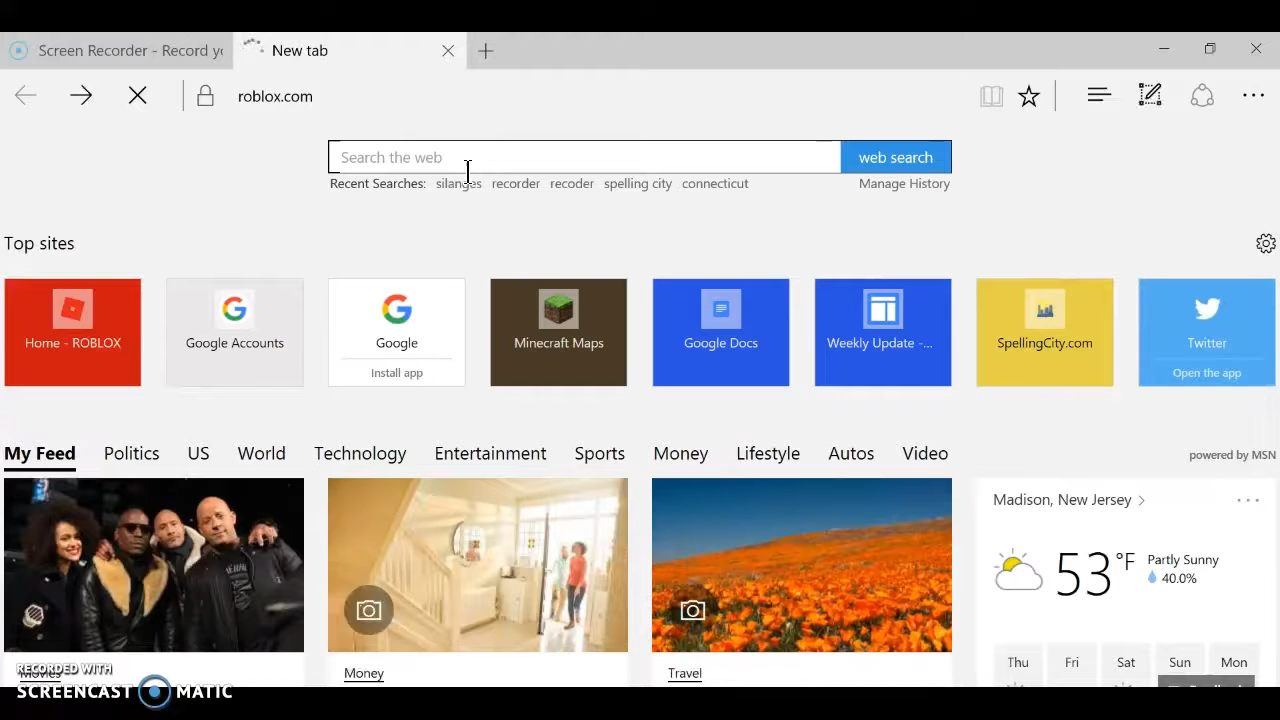 Screen Recorder - Record yo
New tab
roblox.com
Search the web
web search
Recent Searches: silanges recorder recoder spelling city connecticut
Manage History
Top sites
Home - ROBLOX
Google Accounts
Google
Install app
Minecraft Maps
Google Docs
Weekly Update -...
SpellingCity.com
Twitter
Open the app
My Feed Politics US World Technology Entertainment Sports Money Lifestyle Autos Video
powered by MSN
Madison, New Jersey
53 °F
Partly Sunny
40.0%
Thu Fri Sat Sun Mon
Movies
Money
Travel
RECORDED WITH
SCREENCAST MATIC